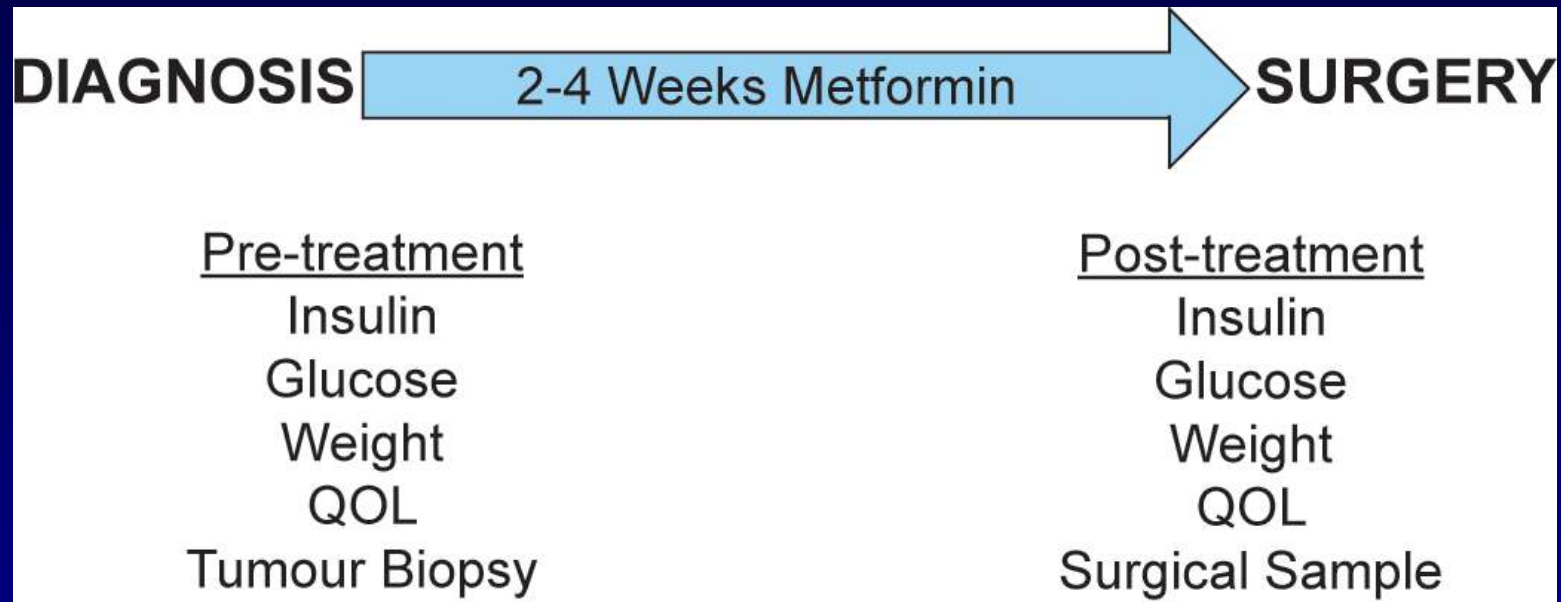 DIAGNOSIS 2-4 Weeks Metformin SURGERY
Pre-treatment
Insulin
Glucose
Weight
QOL
Tumour Biopsy
Post-treatment
Insulin
Glucose
Weight
QOL
Surgical Sample